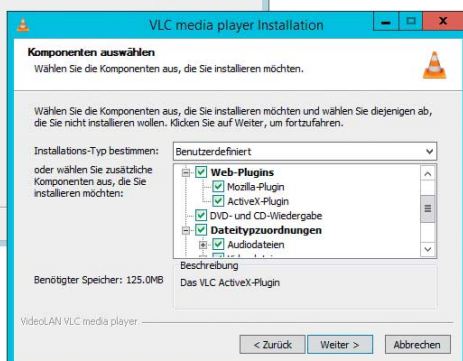 VLC media player Installation
Komponenten auswählen
Wählen Sie die Komponenten aus, die Sie installieren möchten.
Wählen Sie die Komponenten aus, die Sie installieren möchten und wählen Sie diejenigen ab,
die Sie nicht installieren wollen. Klicken Sie auf Weiter, um fortzufahren.
Installations-Typ bestimmen:
Benutzerdefiniert
oder wählen Sie zusätzliche
Komponenten aus, die Sie
installieren möchten:
Web-Plugins
Mozilla-Plugin
ActiveX-Plugin
DVD- und CD-Wiedergabe
Dateitypzuordnungen
Audiodateien
Benötigter Speicher: 125.0MB
Beschreibung
Das VLC ActiveX-Plugin
VideoLAN VLC media player
< Zurück
Weiter >
Abbrechen